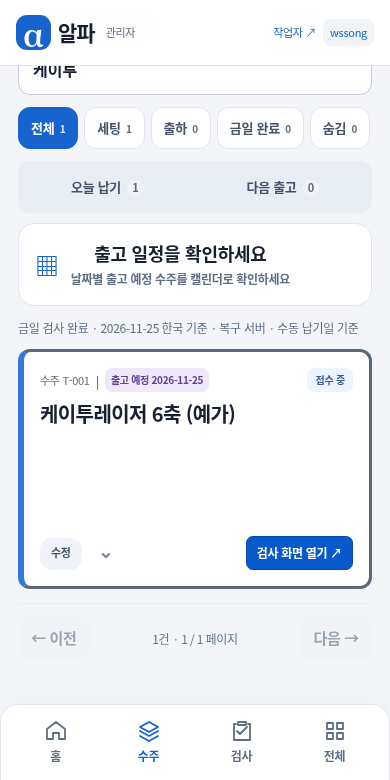 α 알파 관리자 작업자 ↗ wssong
케이투
전체 1 세팅 1 출하 0 금일 완료 0 숨김 0
오늘 납기 1 다음 출고 0
출고 일정을 확인하세요
날짜별 출고 예정 수주를 캘린더로 확인하세요
금일 검사 완료 · 2026-11-25 한국 기준 · 복구 서버 · 수동 납기일 기준
수주 T-001 | 출고 예정 2026-11-25 접수 중
케이투레이저 6축 (예가)
수정 검사 화면 열기 ↗
← 이전 1건 · 1 / 1 페이지 다음 →
홈 수주 검사 전체